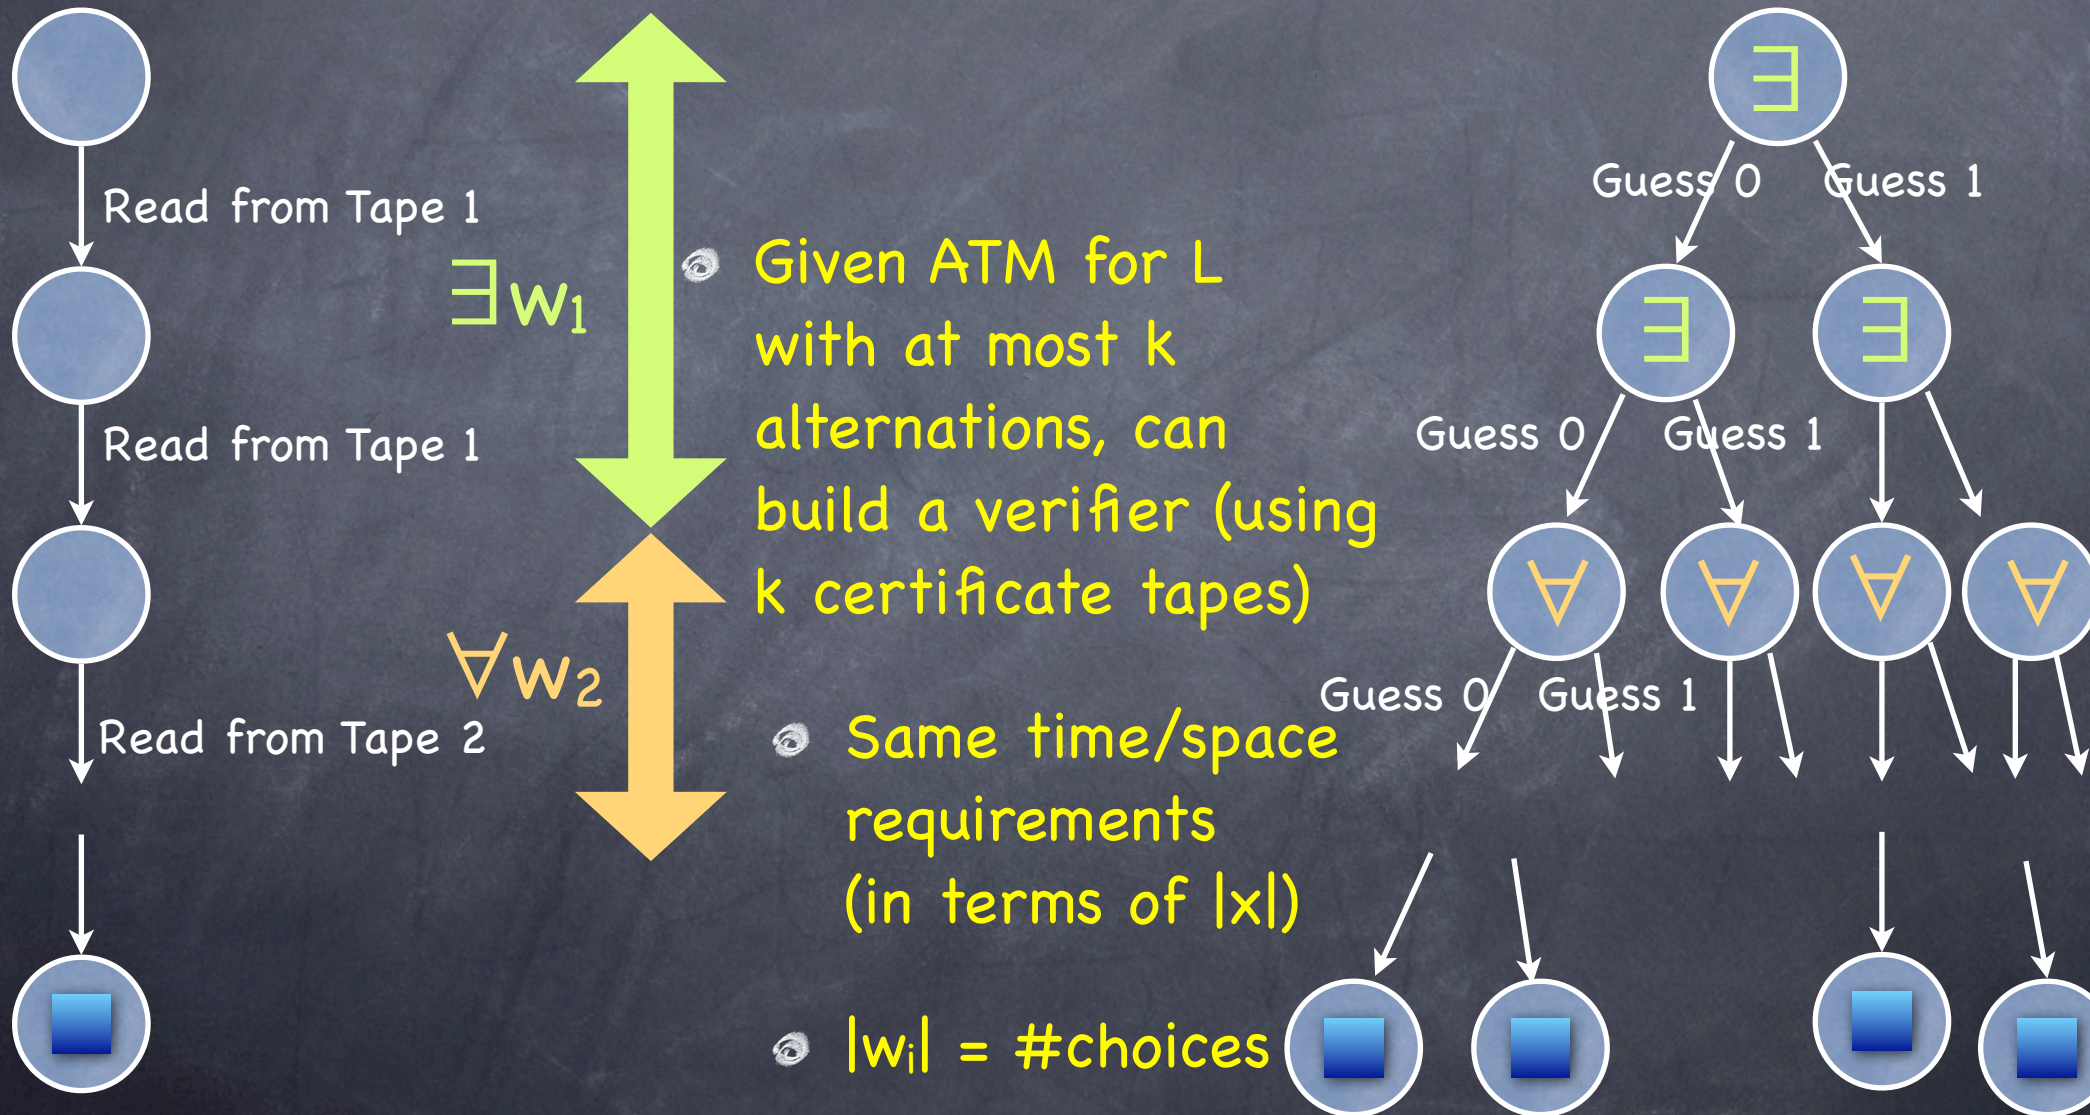 Read from Tape 1
Read from Tape 1
Read from Tape 2
∃w₁
∀w₂
Given ATM for L
with at most k
alternations, can
build a verifier (using
k certificate tapes)
Same time/space
requirements
(in terms of |x|)
|wᵢ| = #choices
∃
Guess 0 Guess 1
∃ ∃
Guess 0 Guess 1
∀ ∀ ∀ ∀
Guess 0 Guess 1